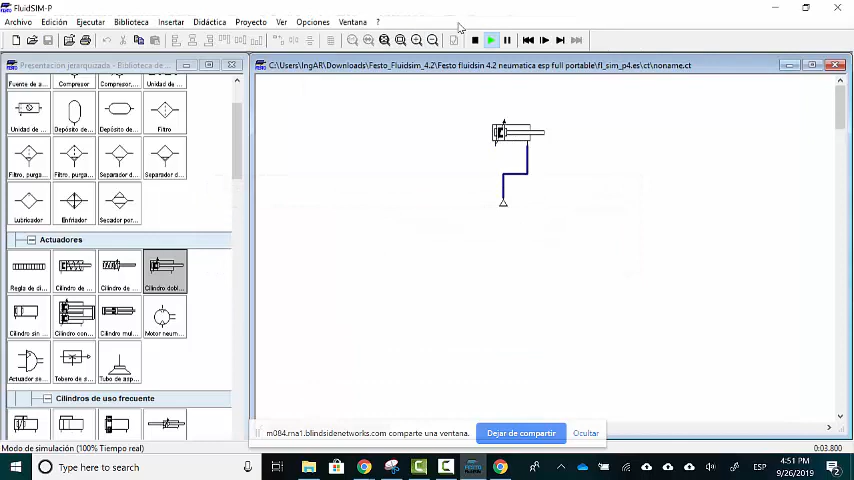 FluidSIM-P
Archivo Edición Ejecutar Biblioteca Insertar Didáctica Proyecto Ver Opciones Ventana ?
Presentación jerarquizada - Biblioteca de
C:\Users\IngAR\Downloads\Festo_Fluidsim_4.2\Festo fluidsin 4.2 neumatica esp full portable\fl_sim_p4.es\ct\noname.ct
Fuente de a... Compresor Compresor Unidad de
Unidad de Depósito de Depósito de Filtro
Filtro, purga Filtro, purga Separador d Separador d
Lubricador Enfriador Secador por
Actuadores
Regla de di... Cilindro de Cilindro de Cilindro dobl
Cilindro sin Cilindro con... Cilindro mul Motor neum
Actuador se Tobera de s Tubo de asp
Cilindros de uso frecuente
m084.rna1.blindsidenetworks.com comparte una ventana. Dejar de compartir Ocultar
Modo de simulación (100% Tiempo real) 0:03.800
Type here to search ESP 4:51 PM
9/26/2019 2